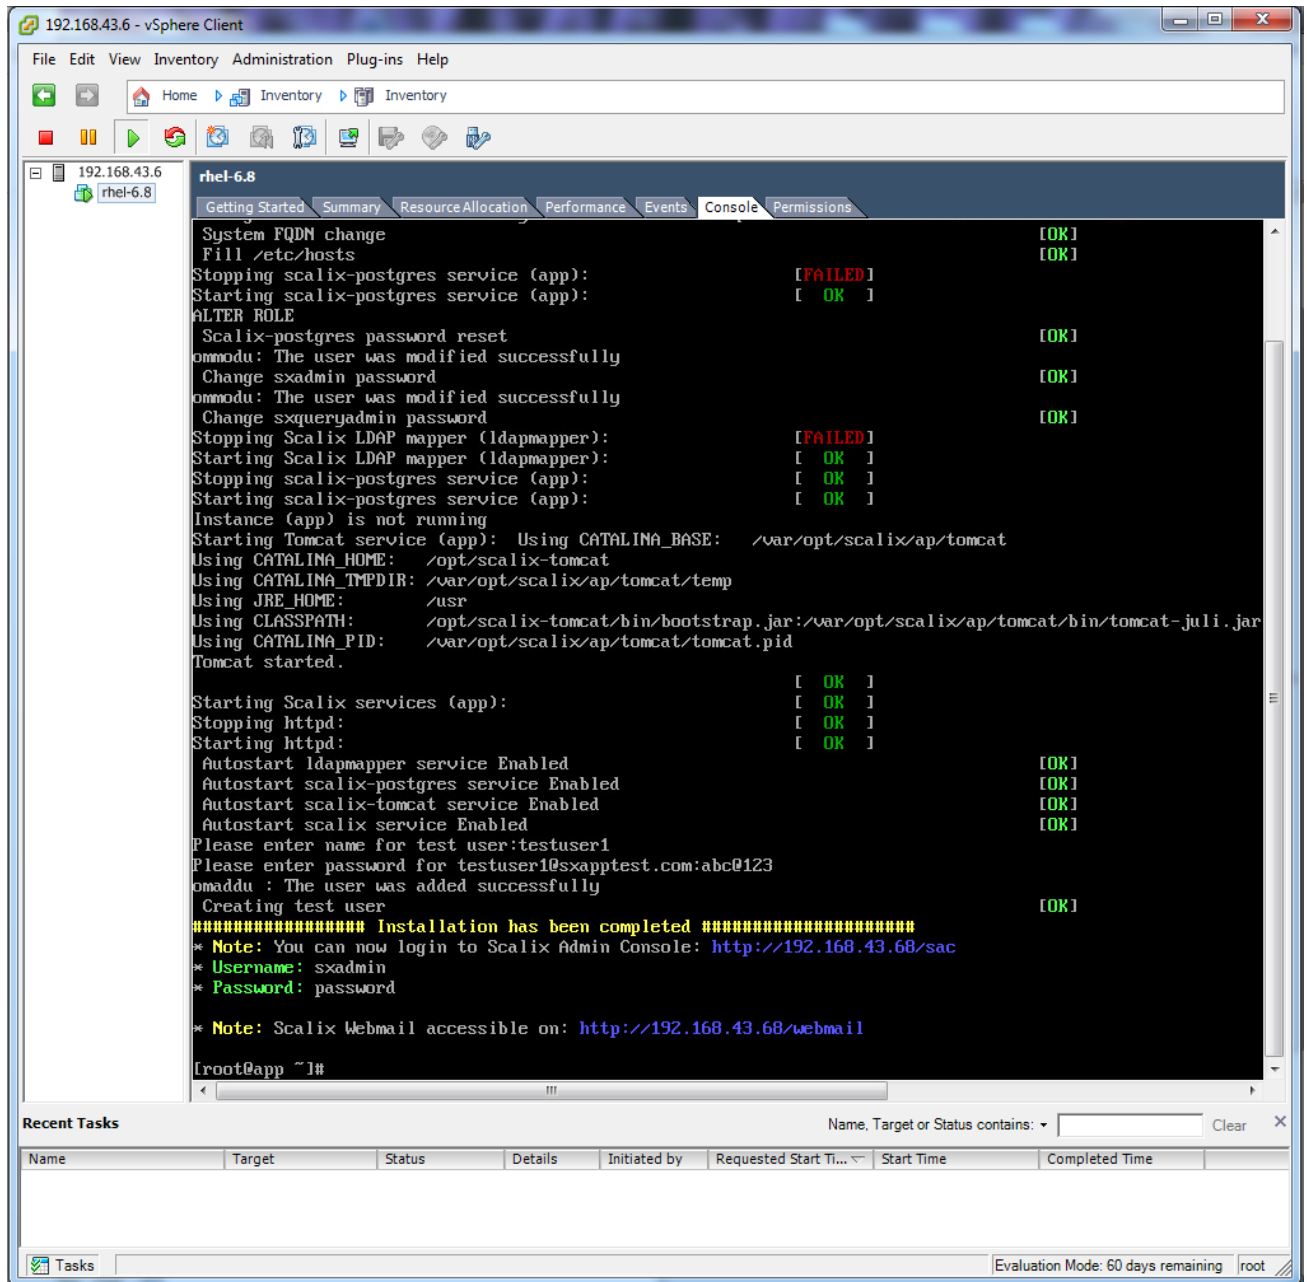 192.168.43.6 - vSphere Client
File Edit View Inventory Administration Plug-ins Help
Home Inventory Inventory
192.168.43.6
rhel-6.8
rhel-6.8
Getting Started Summary Resource Allocation Performance Events Console Permissions
System FQDN change [OK]
Fill /etc/hosts [OK]
Stopping scalix-postgres service (app): [FAILED]
Starting scalix-postgres service (app): [ OK ]
ALTER ROLE
Scalix-postgres password reset [OK]
ommodu: The user was modified successfully
Change sxadmin password [OK]
ommodu: The user was modified successfully
Change sxqueryadmin password [OK]
Stopping Scalix LDAP mapper (ldapmapper): [FAILED]
Starting Scalix LDAP mapper (ldapmapper): [ OK ]
Stopping scalix-postgres service (app): [ OK ]
Starting scalix-postgres service (app): [ OK ]
Instance (app) is not running
Starting Tomcat service (app): Using CATALINA_BASE: /var/opt/scalix/ap/tomcat
Using CATALINA_HOME: /opt/scalix-tomcat
Using CATALINA_TMPDIR: /var/opt/scalix/ap/tomcat/temp
Using JRE_HOME: /usr
Using CLASSPATH: /opt/scalix-tomcat/bin/bootstrap.jar:/var/opt/scalix/ap/tomcat/bin/tomcat-juli.jar
Using CATALINA_PID: /var/opt/scalix/ap/tomcat/tomcat.pid
Tomcat started.
[ OK ]
Starting Scalix services (app): [ OK ]
Stopping httpd: [ OK ]
Starting httpd: [ OK ]
Autostart ldapmapper service Enabled [OK]
Autostart scalix-postgres service Enabled [OK]
Autostart scalix-tomcat service Enabled [OK]
Autostart scalix service Enabled [OK]
Please enter name for test user:testuser1
Please enter password for testuser1@sxapptest.com:abc@123
omaddu : The user was added successfully
Creating test user [OK]
################# Installation has been completed #####################
* Note: You can now login to Scalix Admin Console: http://192.168.43.68/sac
* Username: sxadmin
* Password: password
* Note: Scalix Webmail accessible on: http://192.168.43.68/webmail
[root@app ~]#
Recent Tasks Name, Target or Status contains: Clear
Name Target Status Details Initiated by Requested Start Ti... Start Time Completed Time
Tasks Evaluation Mode: 60 days remaining root